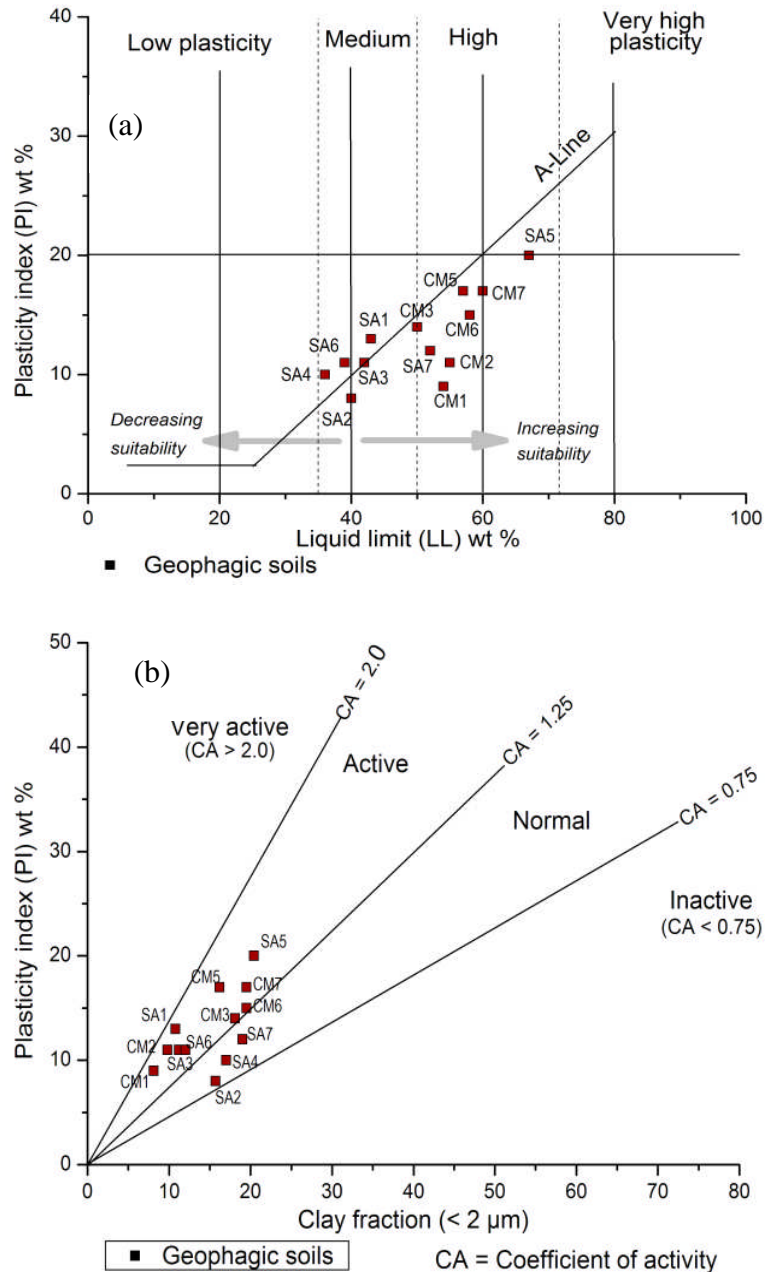 40
Low plasticity
Medium
High
Very high
plasticity
(a)
30
A-Line
Plasticity index (PI) wt %
20
SA5
CM5
CM7
CM3
SA1
CM6
SA6
SA4
SA3
SA7
CM2
10
SA2
CM1
Decreasing
suitability
Increasing
suitability
0
0 20 40 60 80 100
Liquid limit (LL) wt %
Geophagic soils
50
(b)
CA = 2.0
very active
(CA > 2.0)
Active
CA = 1.25
40
Normal
CA = 0.75
30
Inactive
(CA < 0.75)
Plasticity index (PI) wt %
20
SA5
CM5
CM7
SA1
CM3
CM6
CM2
SA6
SA7
10
SA3
SA4
CM1
SA2
0
0 10 20 30 40 50 60 70 80
Clay fraction (< 2 µm)
Geophagic soils
CA = Coefficient of activity